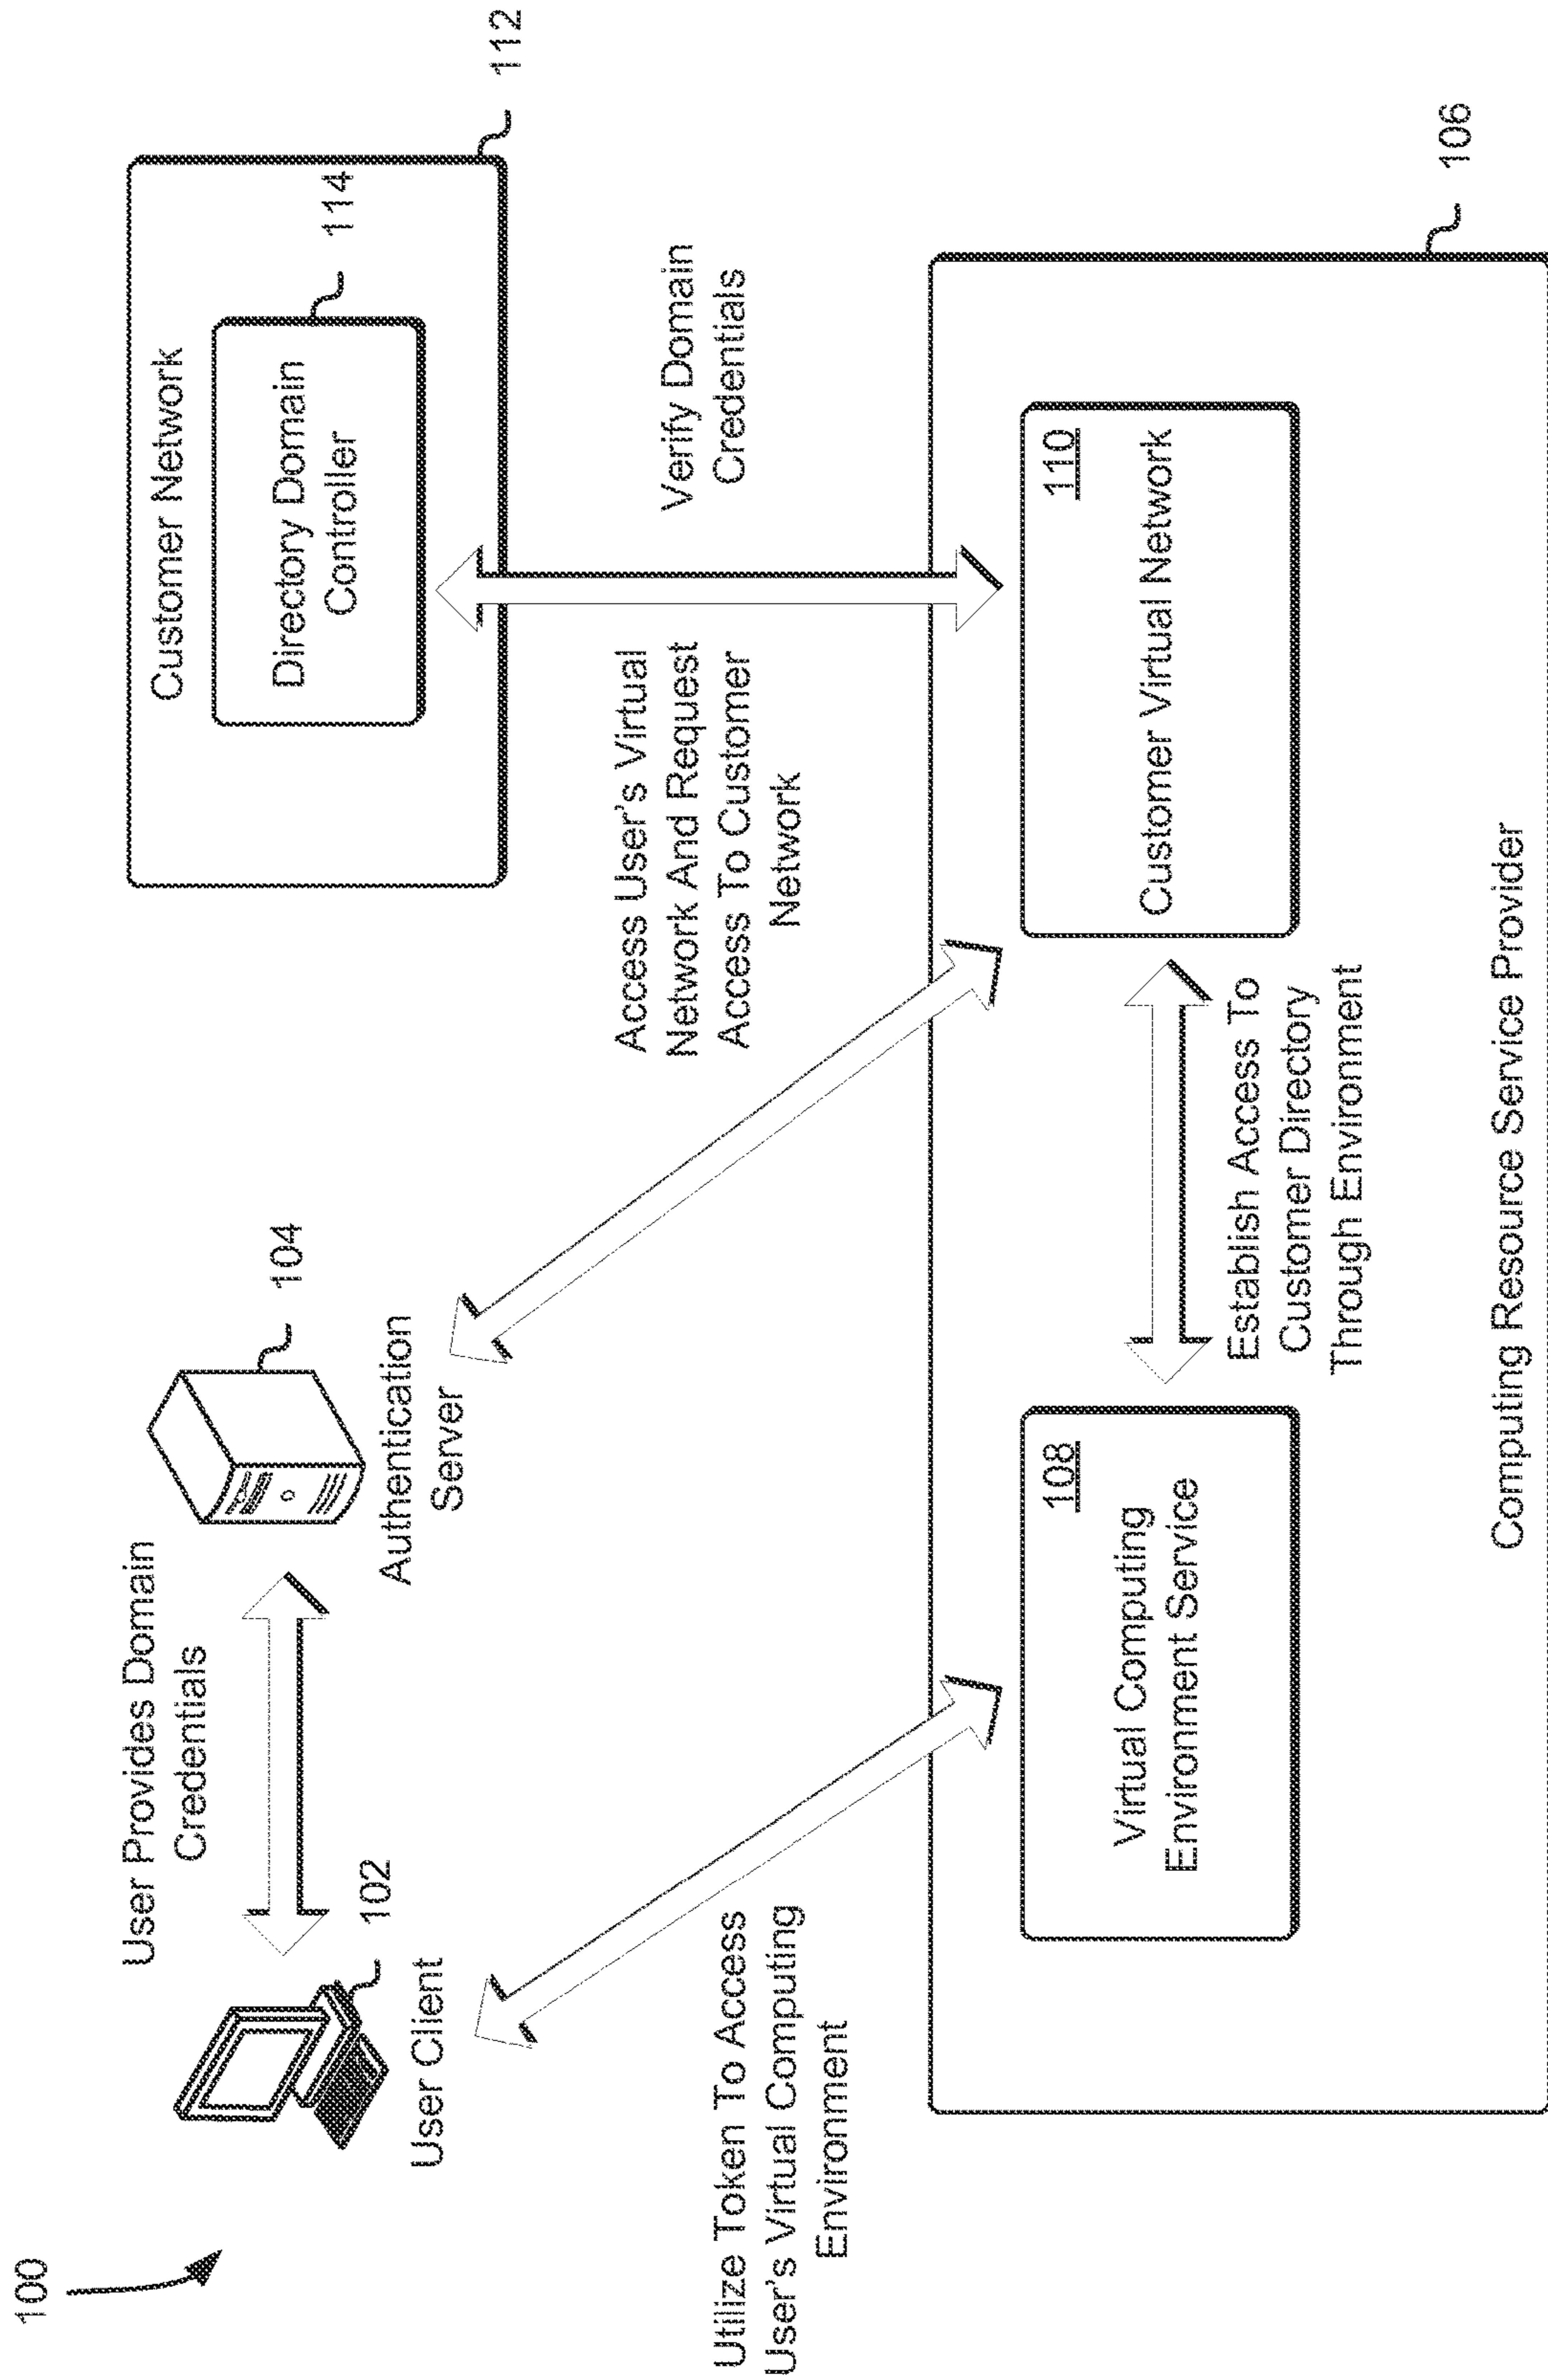 100
User Provides Domain
Credentials
102
User Client
104
Authentication
Server
Customer Network
Directory Domain
Controller
114
112
Utilize Token To Access
User's Virtual Computing
Environment
Access User's Virtual
Network And Request
Access To Customer
Network
Verify Domain
Credentials
108
Virtual Computing
Environment Service
Establish Access To
Customer Directory
Through Environment
110
Customer Virtual Network
106
Computing Resource Service Provider